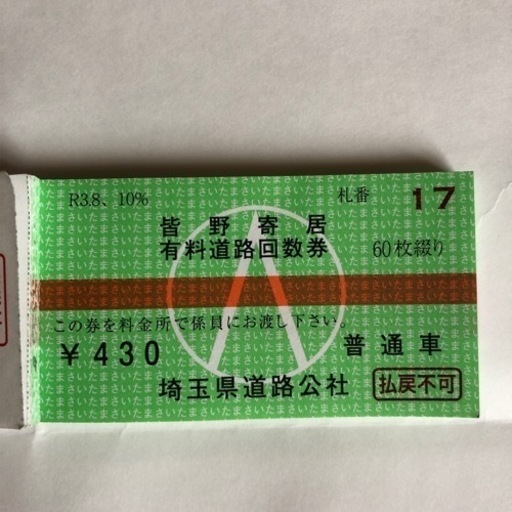 R3.8、10%
札番 17
皆野寄居
有料道路回数券
60枚綴り
この券を料金所で係員にお渡し下さい。
￥430
普通車
埼玉県道路公社
払戻不可